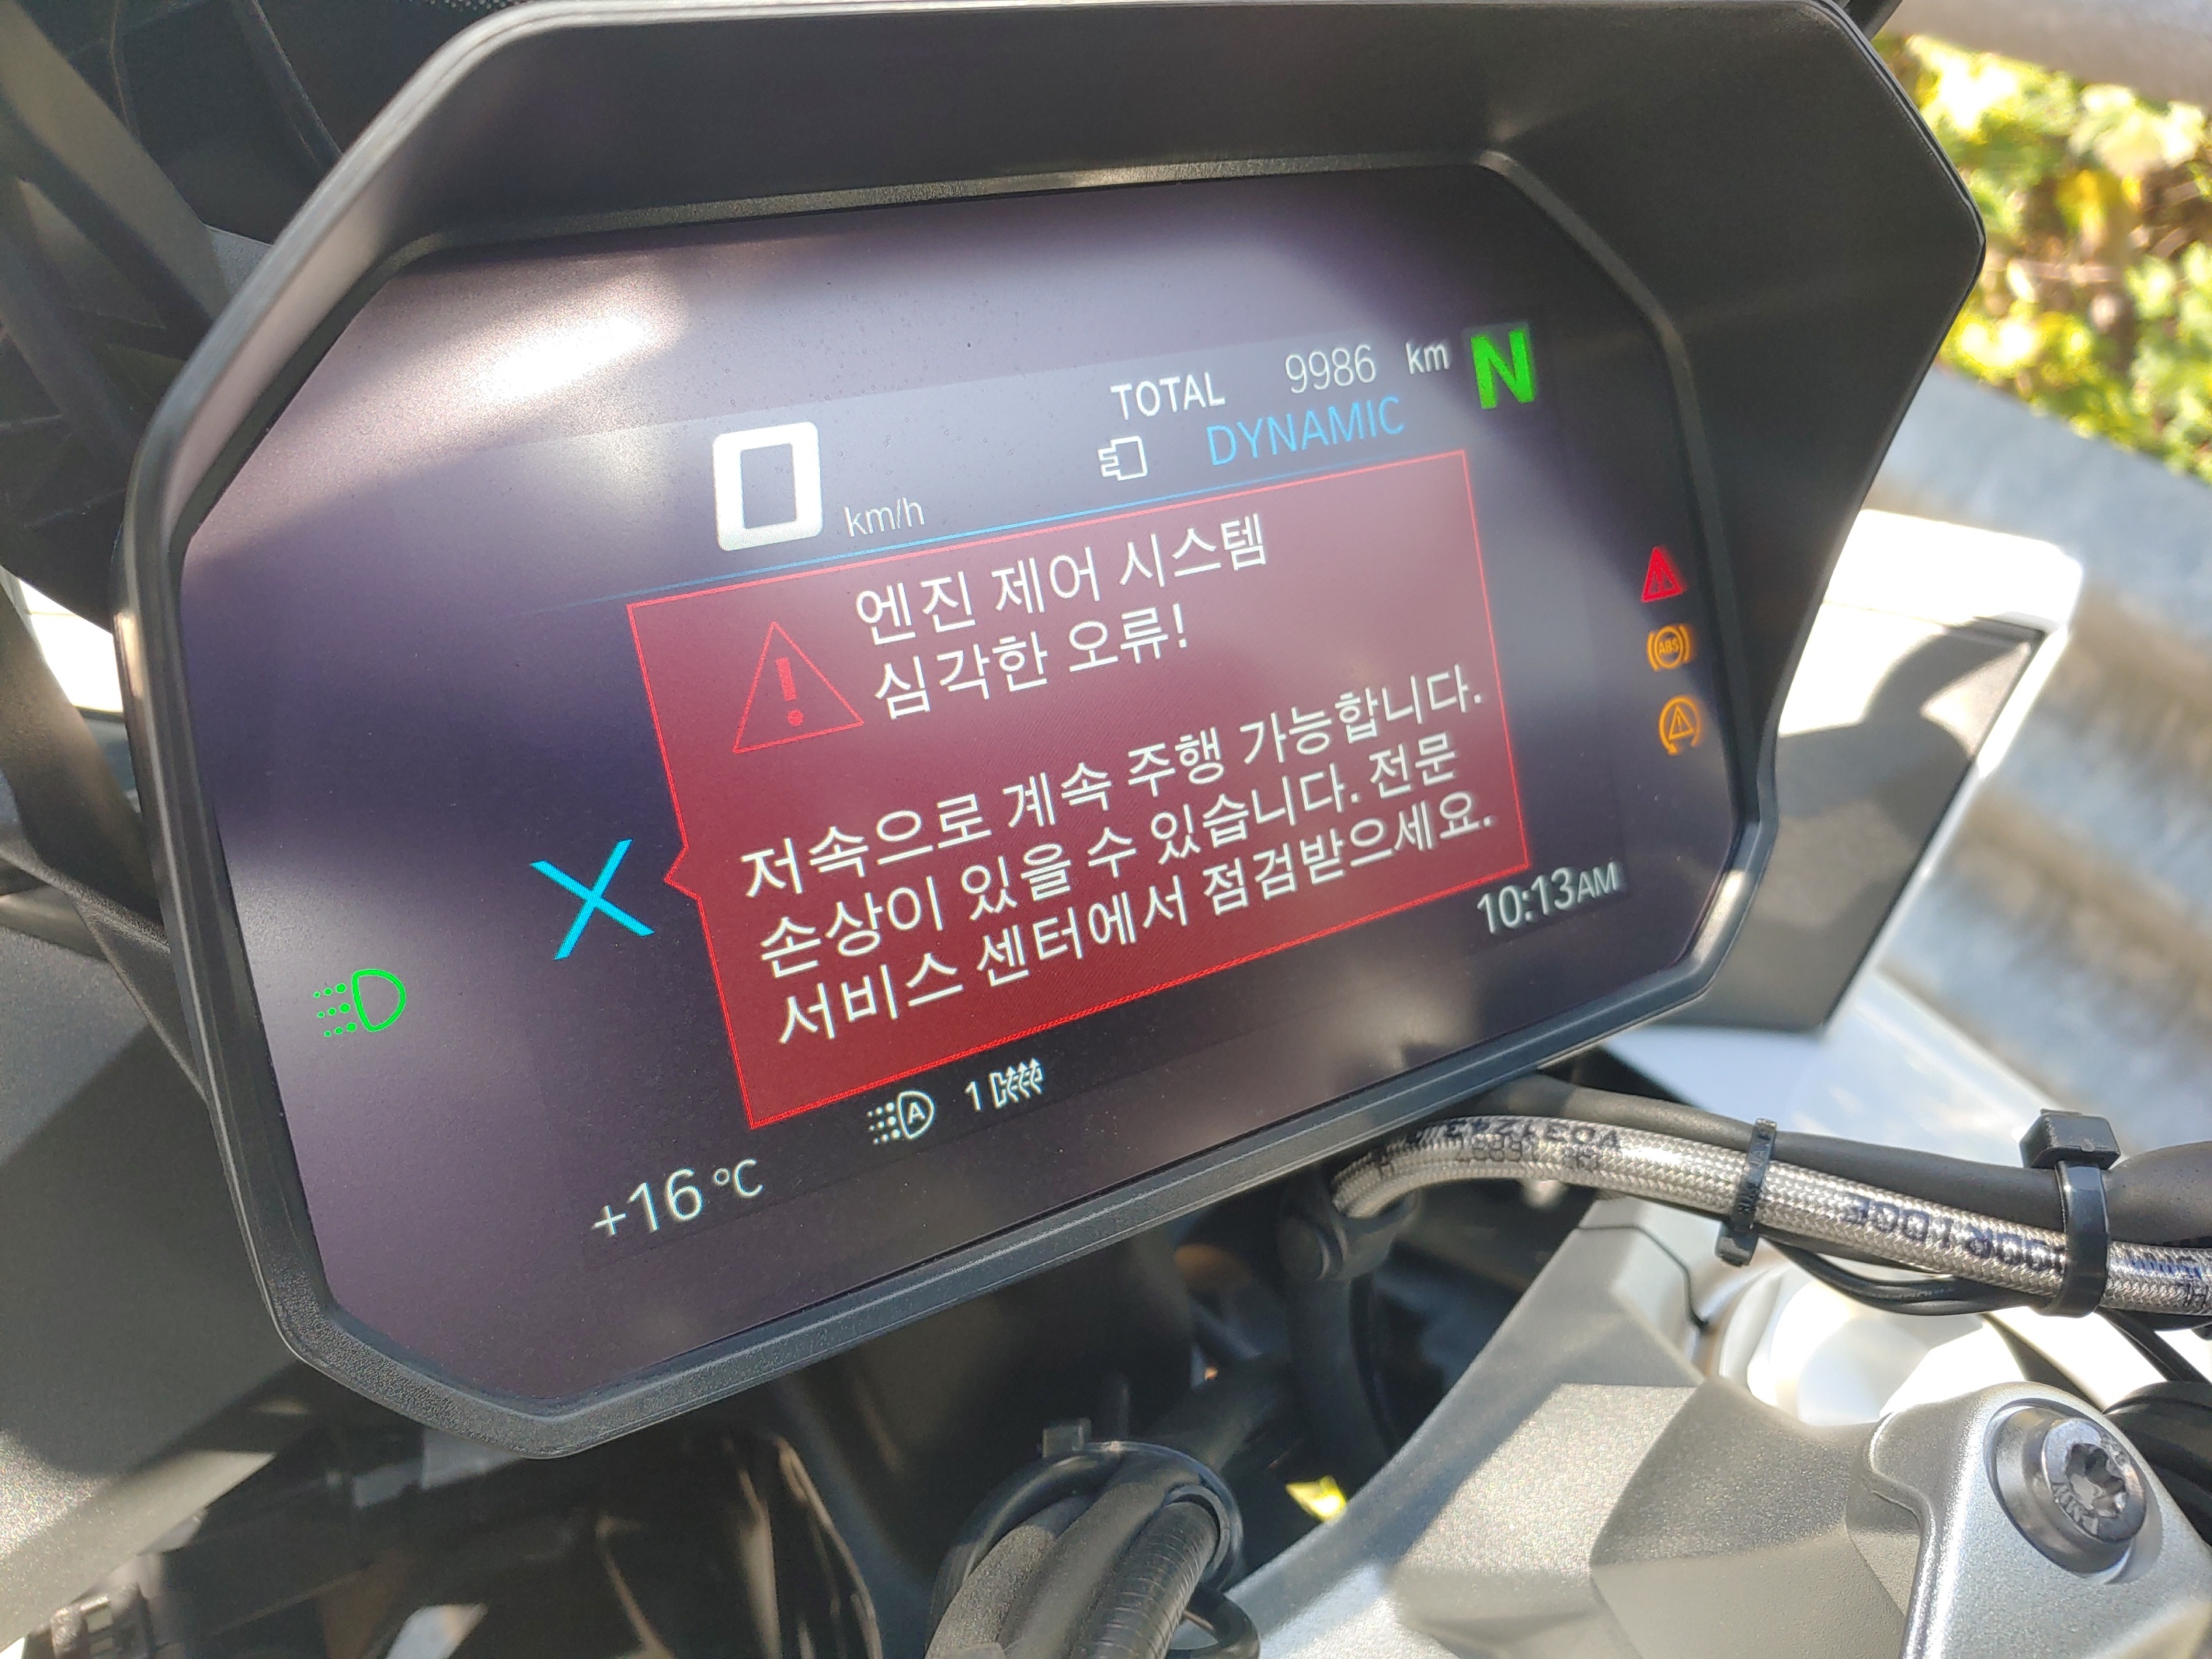 TOTAL 9986 km N
0 km/h DYNAMIC
엔진 제어 시스템
심각한 오류!
저속으로 계속 주행 가능합니다.
손상이 있을 수 있습니다. 전문
서비스 센터에서 점검받으세요.
ABS
10:13AM
A 1
+16 °C